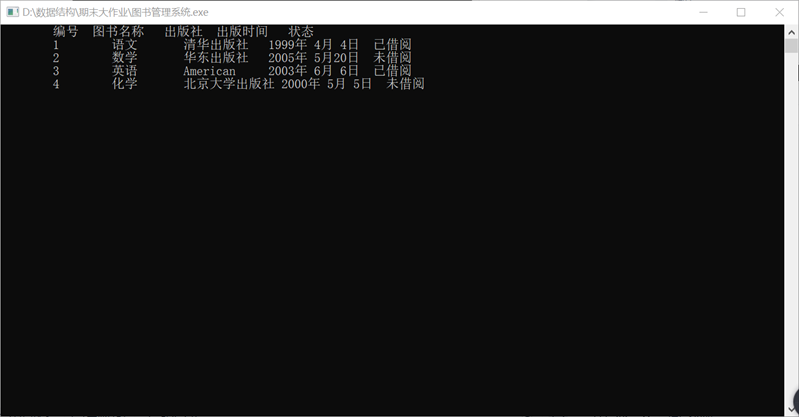 D:\数据结构\期末大作业\图书管理系统.exe
编号 图书名称 出版社 出版时间 状态
1 语文 清华出版社 1999年 4月 4日 己借阅
2 数学 华东出版社 2005年 5月20日 未借阅
3 英语 American 2003年 6月 6日 己借阅
4 化学 北京大学出版社 2000年 5月 5日 未借阅